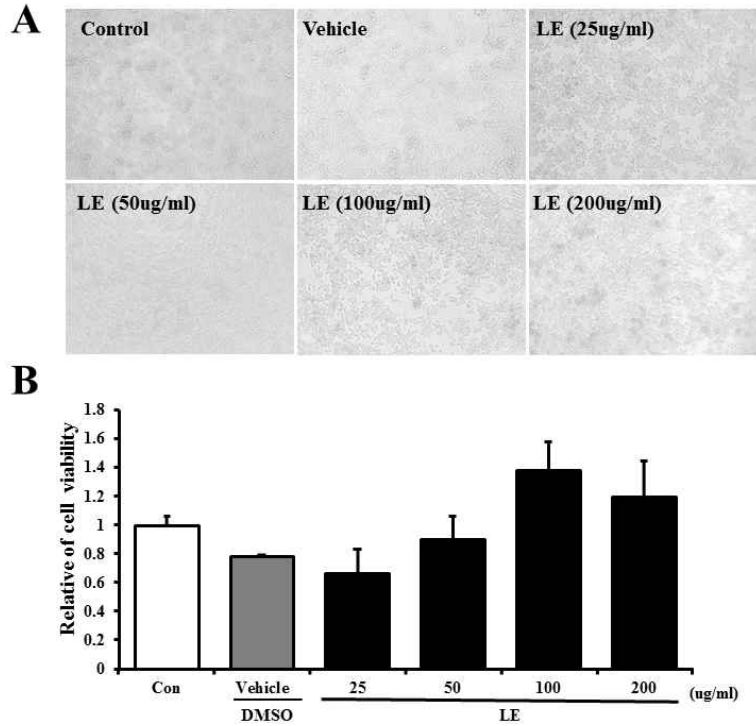 A
Control
Vehicle
LE (25ug/ml)
LE (50ug/ml)
LE (100ug/ml)
LE (200ug/ml)
B
Relative of cell viability
1.8
1.6
1.4
1.2
1
0.8
0.6
0.4
0.2
0
Con
Vehicle
25
50
100
200
(ug/ml)
DMSO
LE